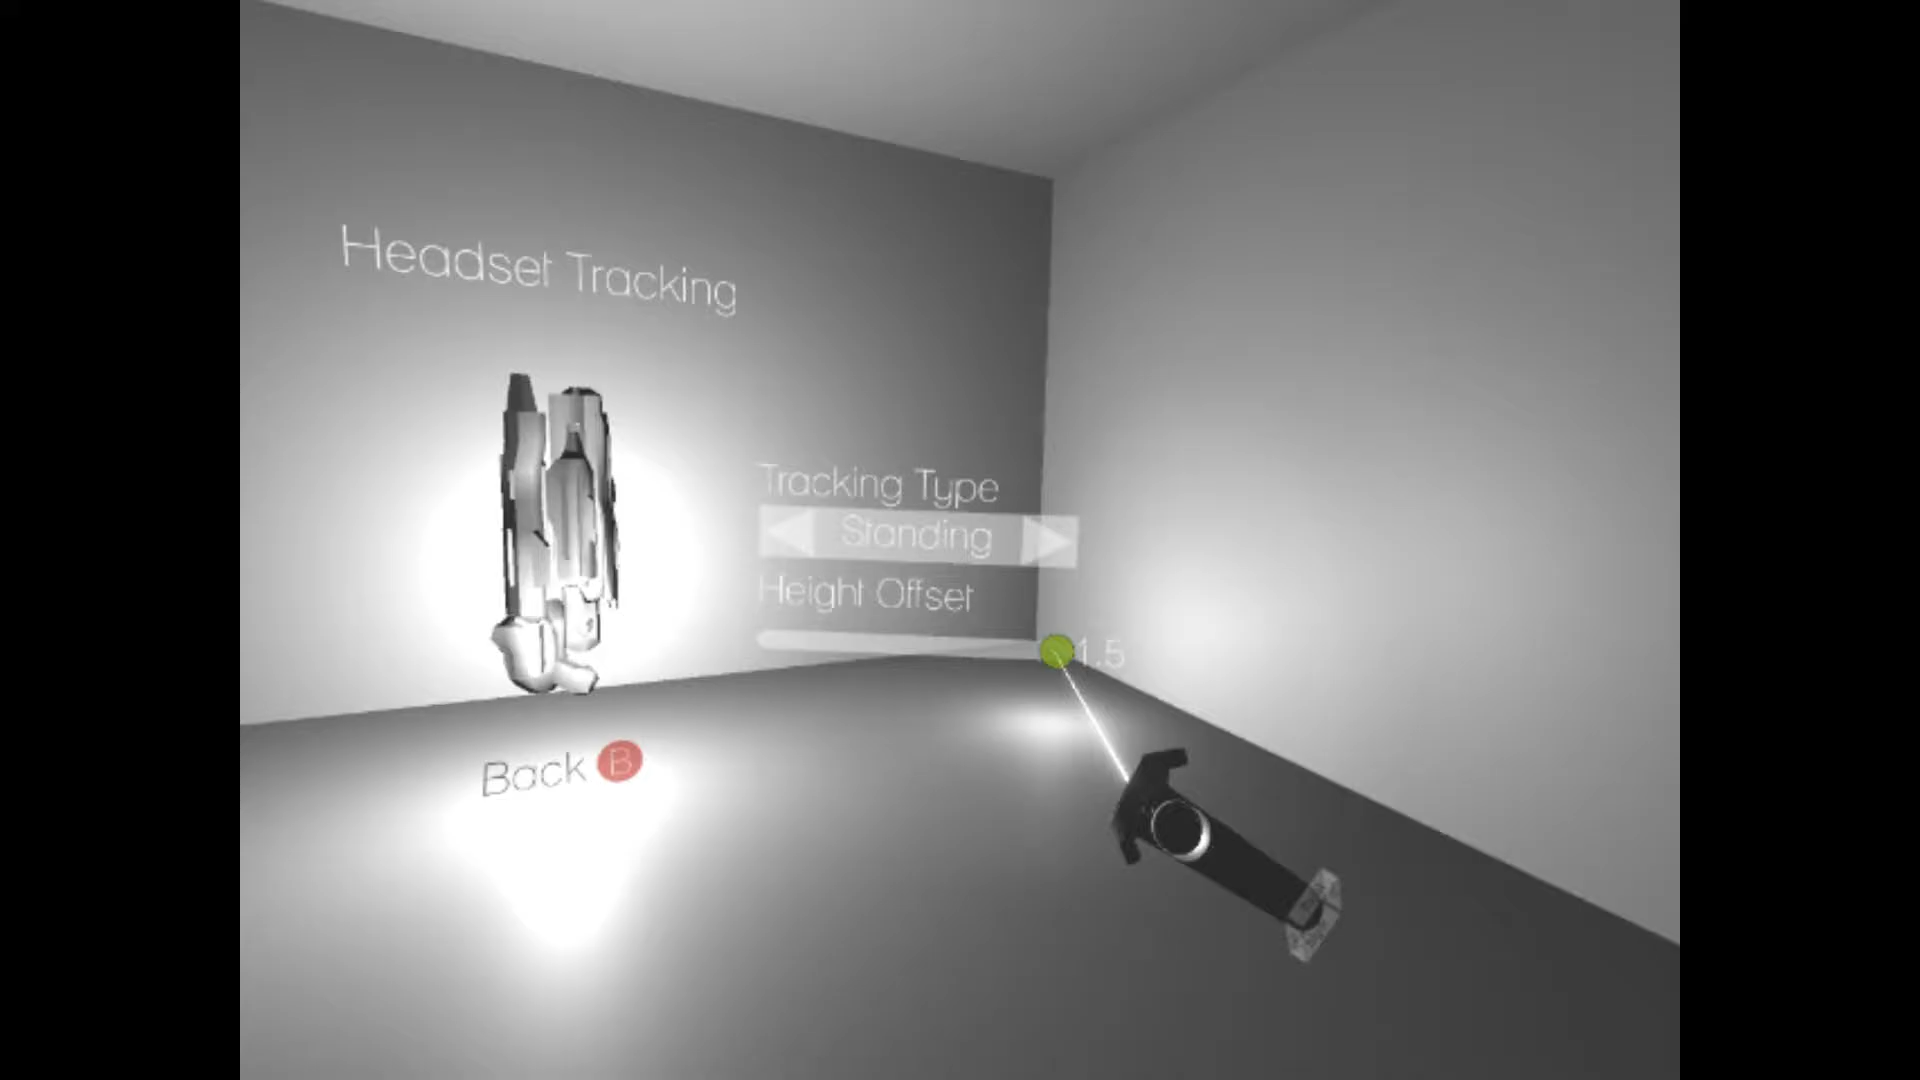 Headset Tracking
Tracking Type
Standing
Height Offset
1.5
Back B